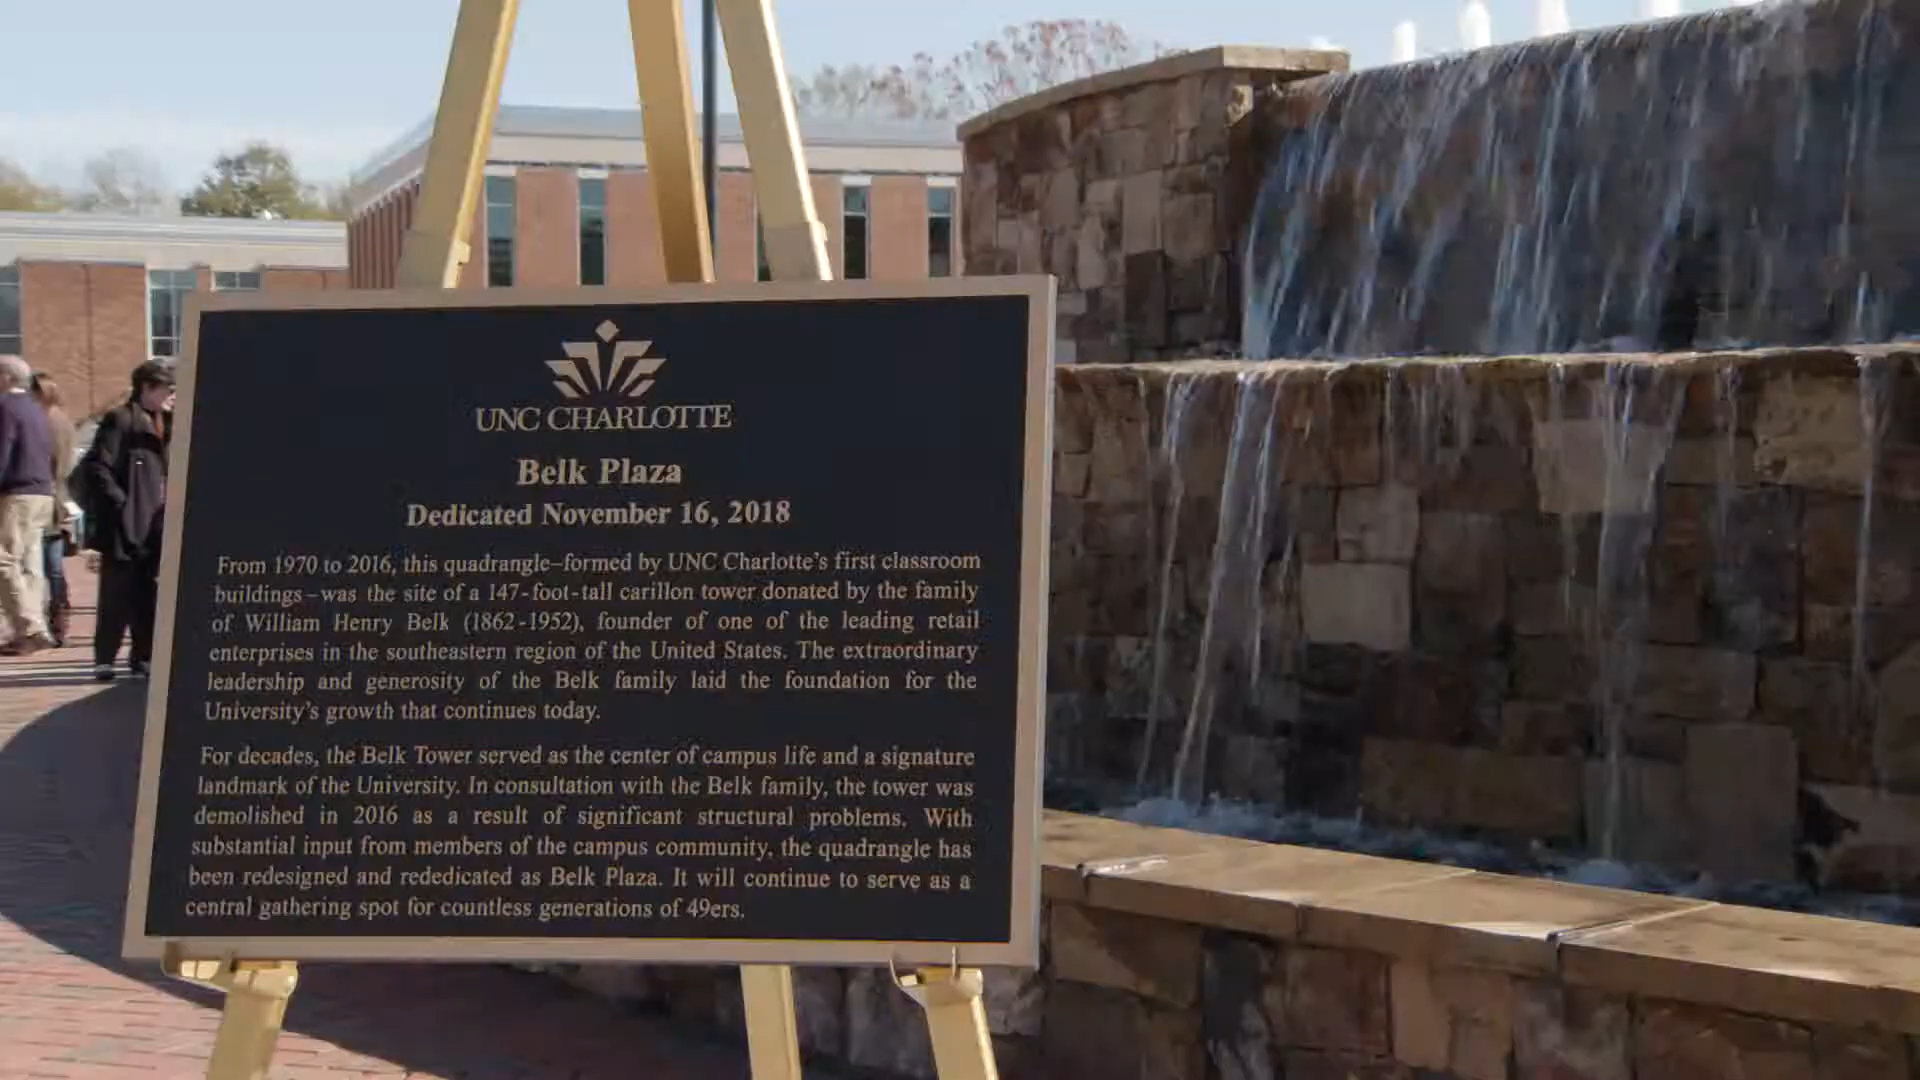 UNC CHARLOTTE
Belk Plaza
Dedicated November 16, 2018
From 1970 to 2016, this quadrangle–formed by UNC Charlotte's first classroom
buildings–was the site of a 147-foot-tall carillon tower donated by the family
of William Henry Belk (1862-1952), founder of one of the leading retail
enterprises in the southeastern region of the United States. The extraordinary
leadership and generosity of the Belk family laid the foundation for the
University's growth that continues today.
For decades, the Belk Tower served as the center of campus life and a signature
landmark of the University. In consultation with the Belk family, the tower was
demolished in 2016 as a result of significant structural problems. With
substantial input from members of the campus community, the quadrangle has
been redesigned and rededicated as Belk Plaza. It will continue to serve as a
central gathering spot for countless generations of 49ers.